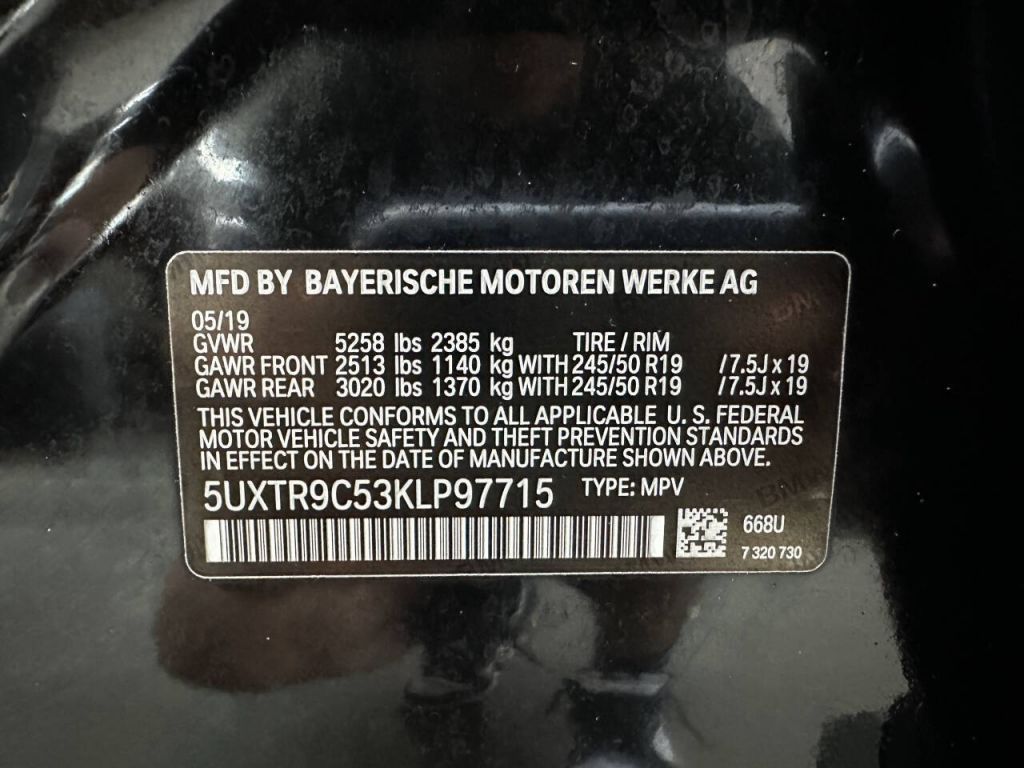 MFD BY BAYERISCHE MOTOREN WERKE AG
05/19
GVWR 5258 lbs 2385 kg TIRE / RIM
GAWR FRONT 2513 lbs 1140 kg WITH 245/50 R19 /7.5J x 19
GAWR REAR 3020 lbs 1370 kg WITH 245/50 R19 /7.5J x 19
THIS VEHICLE CONFORMS TO ALL APPLICABLE U. S. FEDERAL
MOTOR VEHICLE SAFETY AND THEFT PREVENTION STANDARDS
IN EFFECT ON THE DATE OF MANUFACTURE SHOWN ABOVE.
5UXTR9C53KLP97715 TYPE: MPV
668U
7 320 730